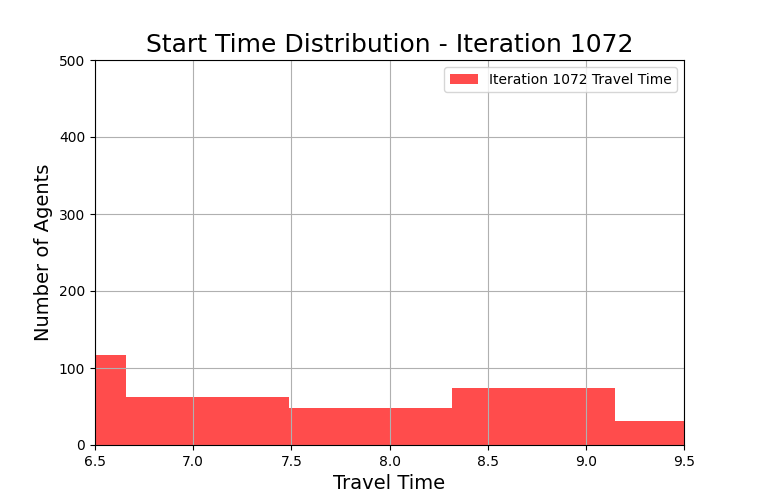 Start Time Distribution - Iteration 1072
500
400
300
200
100
0
Number of Agents
Iteration 1072 Travel Time
6.5 7.0 7.5 8.0 8.5 9.0 9.5
Travel Time